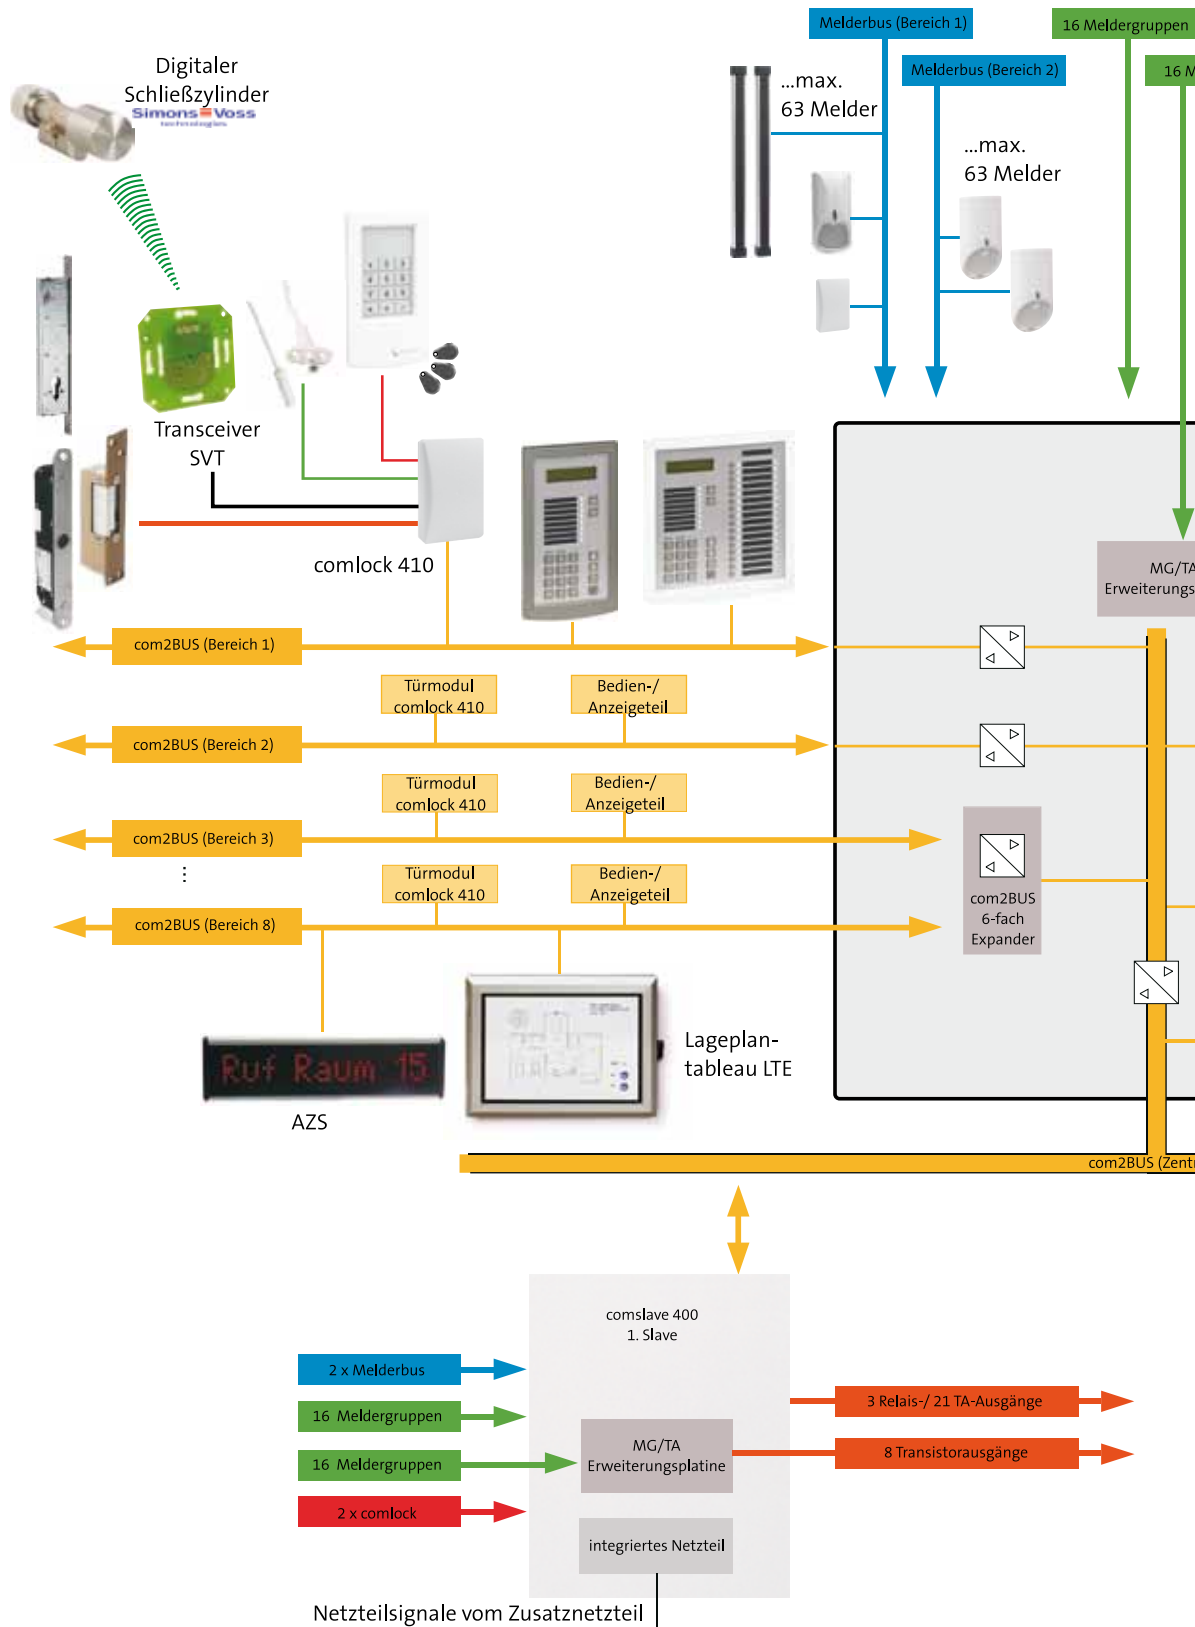 Melderbus (Bereich 1)
16 Meldergruppen
Melderbus (Bereich 2)
Digitaler
Schließzylinder
Simons Voss
technologies
...max.
63 Melder
...max.
63 Melder
Transceiver
SVT
comlock 410
MG/TA
com2BUS (Bereich 1)
Türmodul
comlock 410
Bedien-/
Anzeigeteil
com2BUS (Bereich 2)
Türmodul
comlock 410
Bedien-/
Anzeigeteil
com2BUS (Bereich 3)
Türmodul
comlock 410
Bedien-/
Anzeigeteil
com2BUS (Bereich 8)
com2BUS
6-fach
Expander
Ruf Raum 15
AZS
Lageplan-
tableau LTE
com2BUS (Zentr
comslave 400
1. Slave
2 x Melderbus
16 Meldergruppen
16 Meldergruppen
2 x comlock
MG/TA
Erweiterungsplatine
integriertes Netzteil
3 Relais-/ 21 TA-Ausgänge
8 Transistorausgänge
Netzteilsignale vom Zusatznetzteil